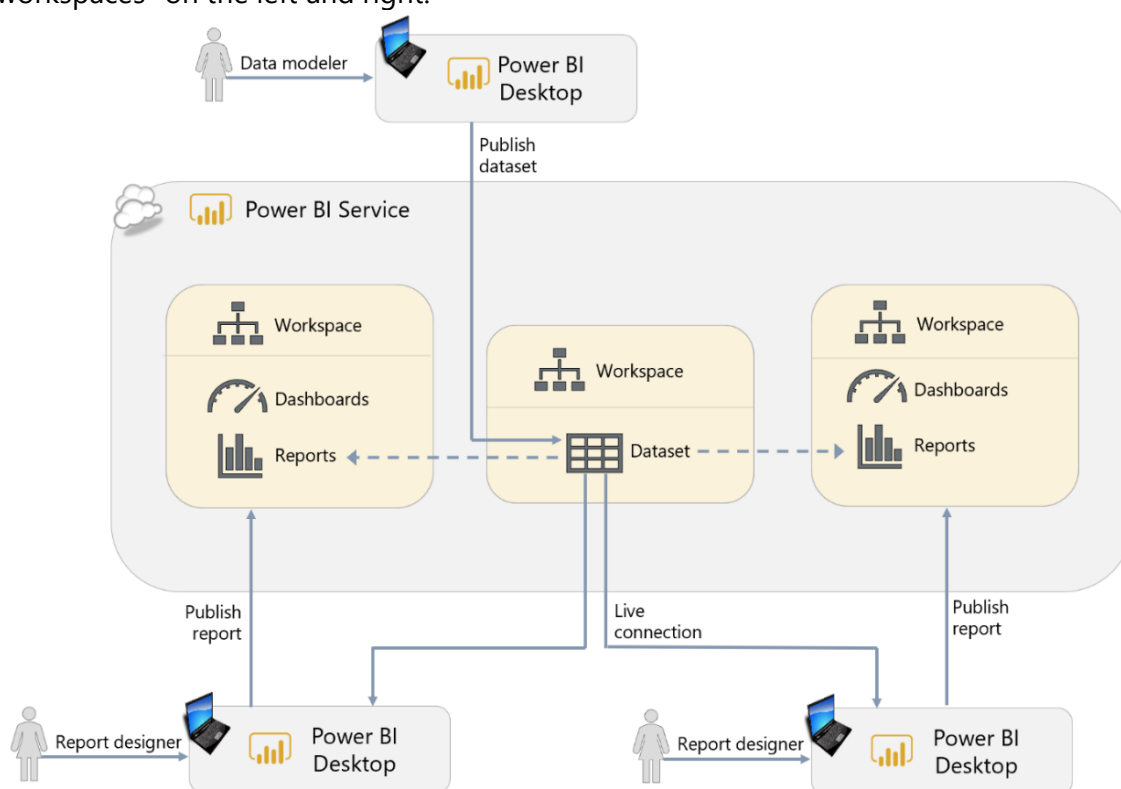 workspaces" on the left and right.
Data modeler
Power BI
Desktop
Publish
dataset
Power BI Service
Workspace
Dashboards
Reports
Workspace
Dataset
Workspace
Dashboards
Reports
Publish
report
Live
connection
Publish
report
Report designer
Power BI
Desktop
Report designer
Power BI
Desktop